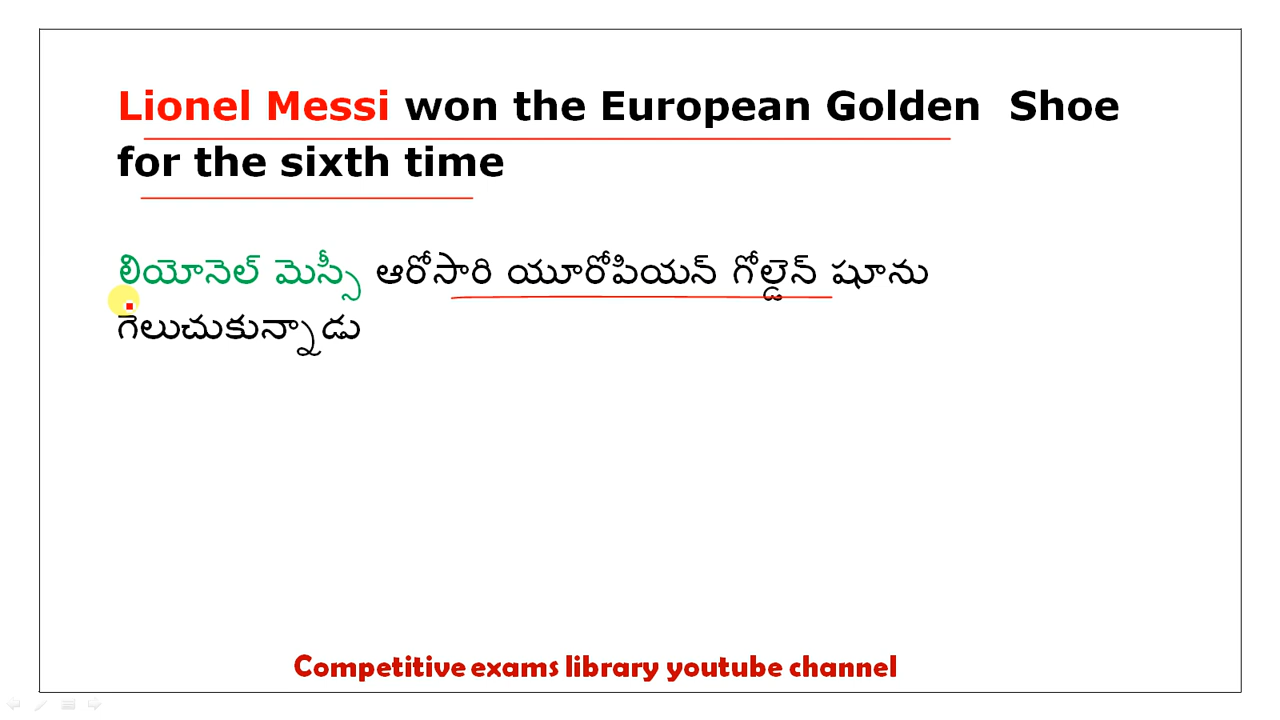 Lionel Messi won the European Golden Shoe
for the sixth time
లియోనెల్ మెస్సీ ఆరోసారి యూరోపియన్ గోల్డెన్ షూను
గెలుచుకున్నాడు
Competitive exams library youtube channel